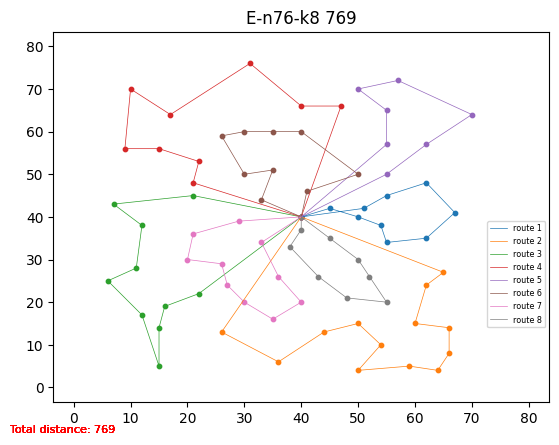 E-n76-k8 769
80
70
60
50
40
30
20
10
0
route 1
route 2
route 3
route 4
route 5
route 6
route 7
route 8
0 10 20 30 40 50 60 70 80
Total distance: 769